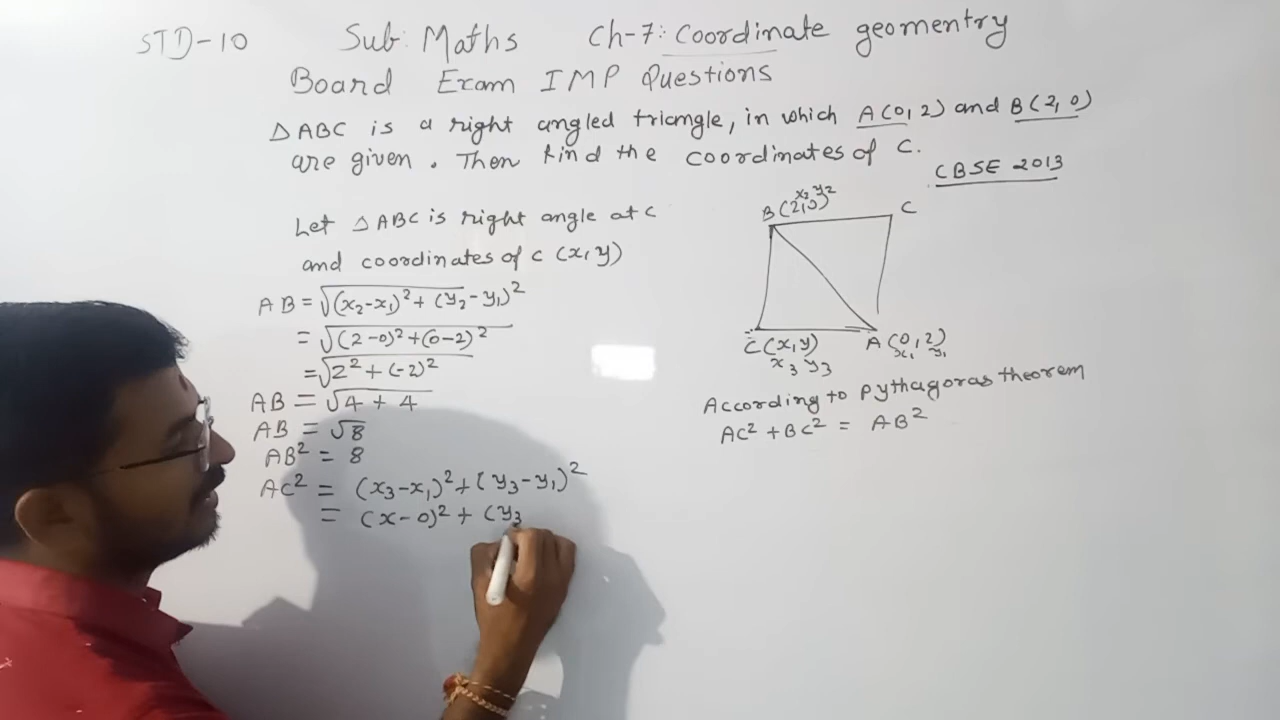 STD-10 Sub: Maths Ch-7: Coordinate geomentry
Board Exam IMP Questions
△ABC is a right angled triangle, in which A(0,2) and B(2,0)
are given. Then kind the coordinates of C.
CBSE 2013
Let △ABC is right angle at C
and coordinates of C (x,y)
AB = √(x₂-x₁)² + (y₂-y₁)²
= √(2-0)² + (0-2)²
= √2² + (-2)²
AB = √4 + 4
AB = √8
AB² = 8
AC² = (x₃-x₁)² + (y₃-y₁)²
= (x-0)² + (y₃
x₂ y₂
B(2,0)
C
C(x,y)
x₃ y₃
A(0,2)
x₁ y₁
According to pythagoras theorem
AC² + BC² = AB²